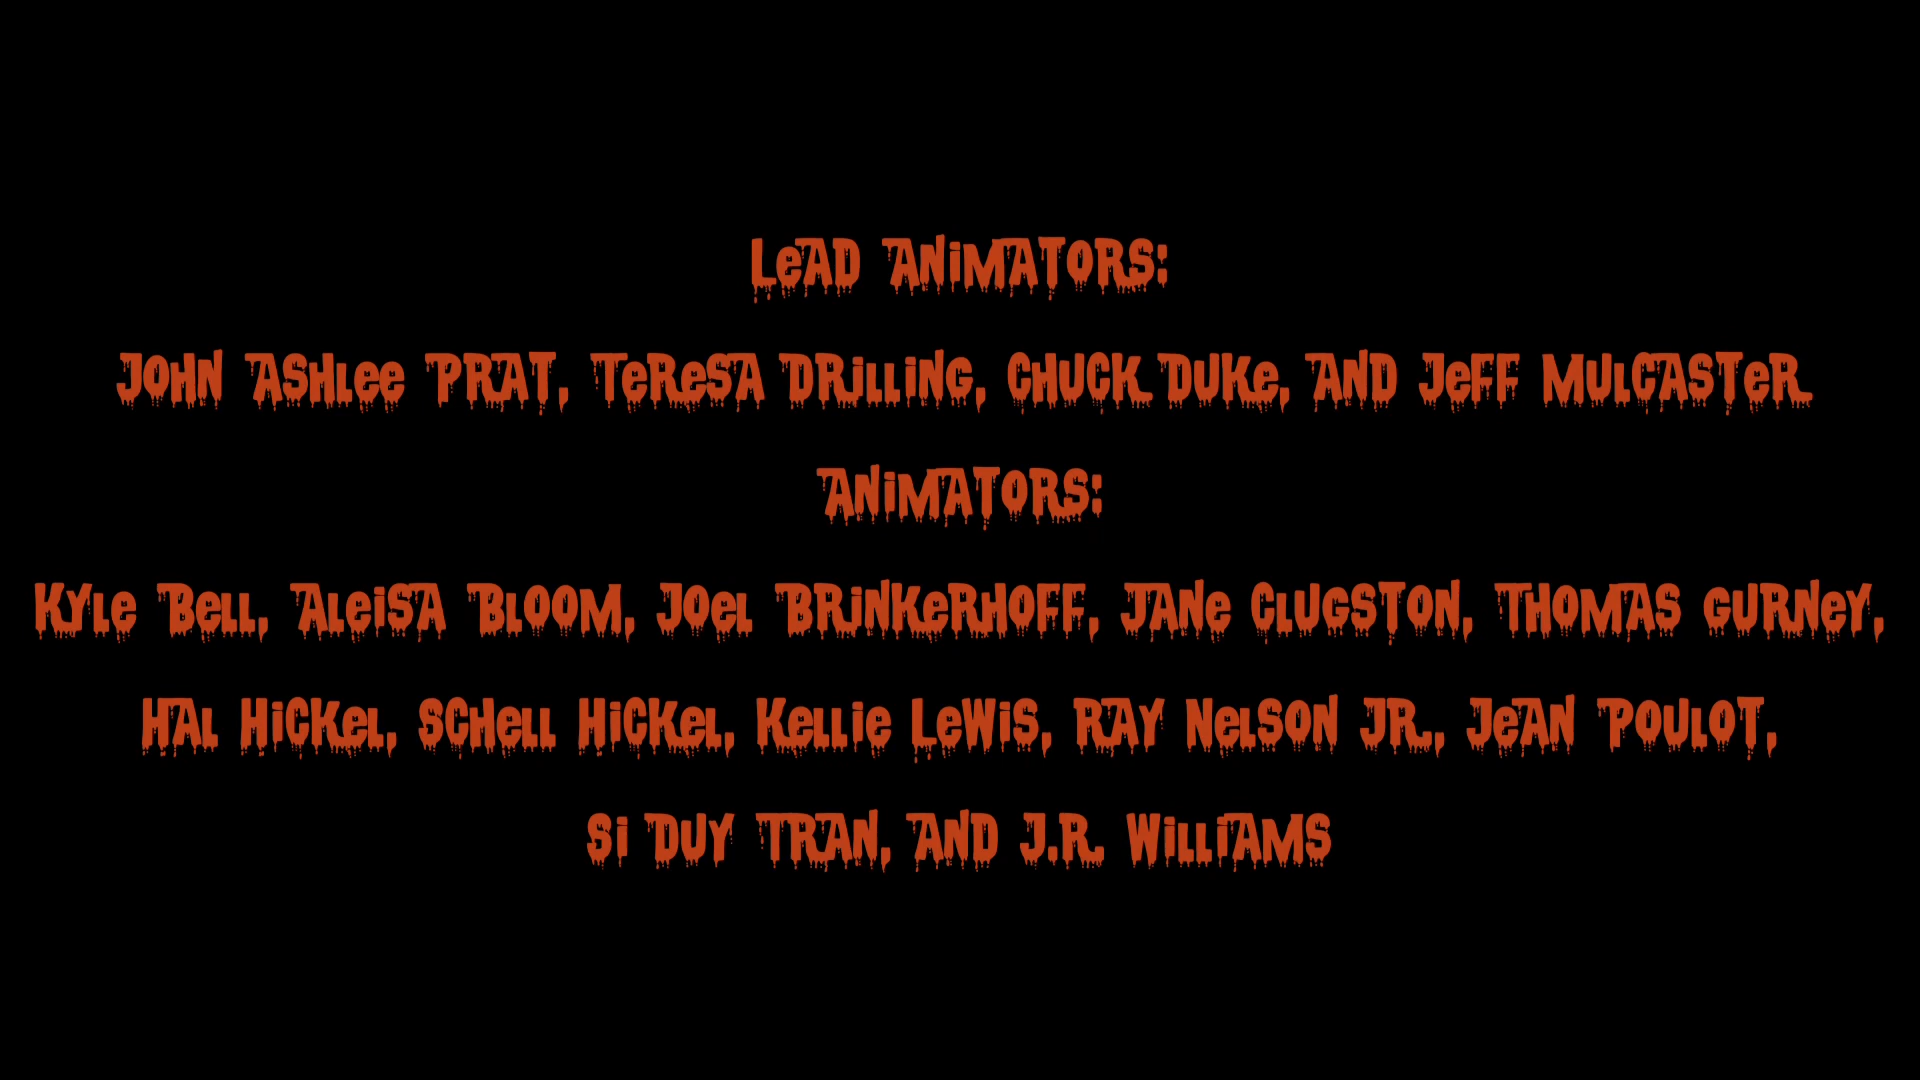 Lead Animators:
John Ashlee Prat, Teresa Drilling, Chuck Duke, and Jeff Mulcaster
Animators:
Kyle Bell, Aleisa Bloom, Joel Brinkerhoff, Jane Clugston, Thomas Gurney,
Hal Hickel, Schell Hickel, Kellie Lewis, Ray Nelson Jr., Jean Poulot,
Si Duy Tran, and J.R. Williams